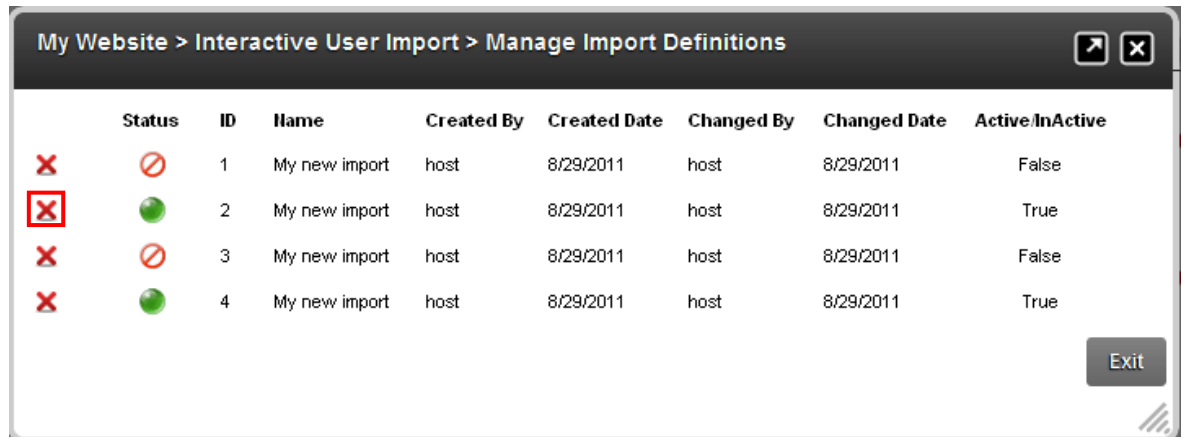 My Website > Interactive User Import > Manage Import Definitions
Status ID Name Created By Created Date Changed By Changed Date Active/InActive
1 My new import host 8/29/2011 host 8/29/2011 False
2 My new import host 8/29/2011 host 8/29/2011 True
3 My new import host 8/29/2011 host 8/29/2011 False
4 My new import host 8/29/2011 host 8/29/2011 True
Exit